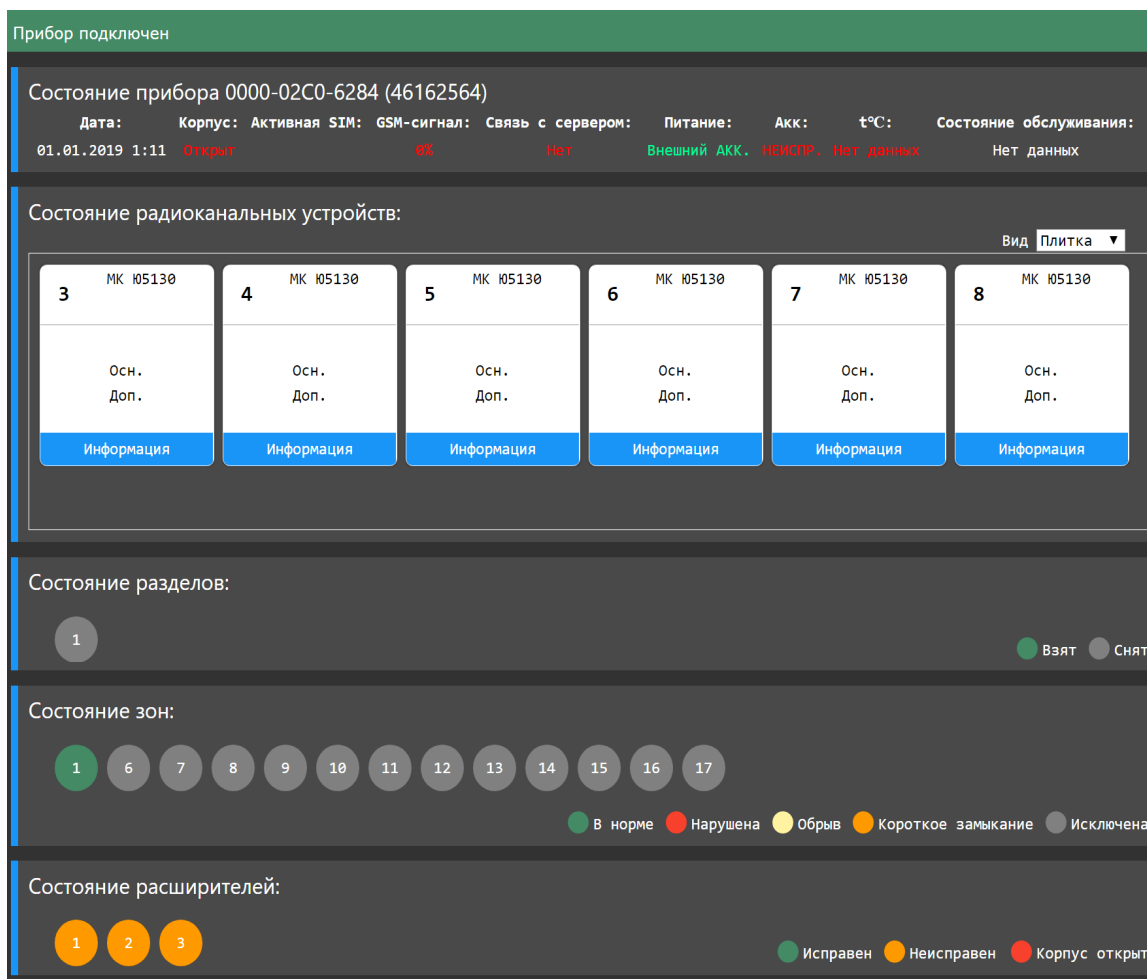 Прибор подключен
Состояние прибора 0000-02C0-6284 (46162564)
Дата: Корпус: Активная SIM: GSM-сигнал: Связь с сервером: Питание: Акк: t°C: Состояние обслуживания:
01.01.2019 1:11 Открыт 0% Нет Внешний АКК. НЕИСПР. Нет данных Нет данных
Состояние радиоканальных устройств:
Вид Плитка ▼
3 МК Ю5130 4 МК Ю5130 5 МК Ю5130 6 МК Ю5130 7 МК Ю5130 8 МК Ю5130
Осн. Осн. Осн. Осн. Осн. Осн.
Доп. Доп. Доп. Доп. Доп. Доп.
Информация Информация Информация Информация Информация Информация
Состояние разделов:
1
Взят Снят
Состояние зон:
1 6 7 8 9 10 11 12 13 14 15 16 17
В норме Нарушена Обрыв Короткое замыкание Исключена
Состояние расширителей:
1 2 3
Исправен Неисправен Корпус открыт